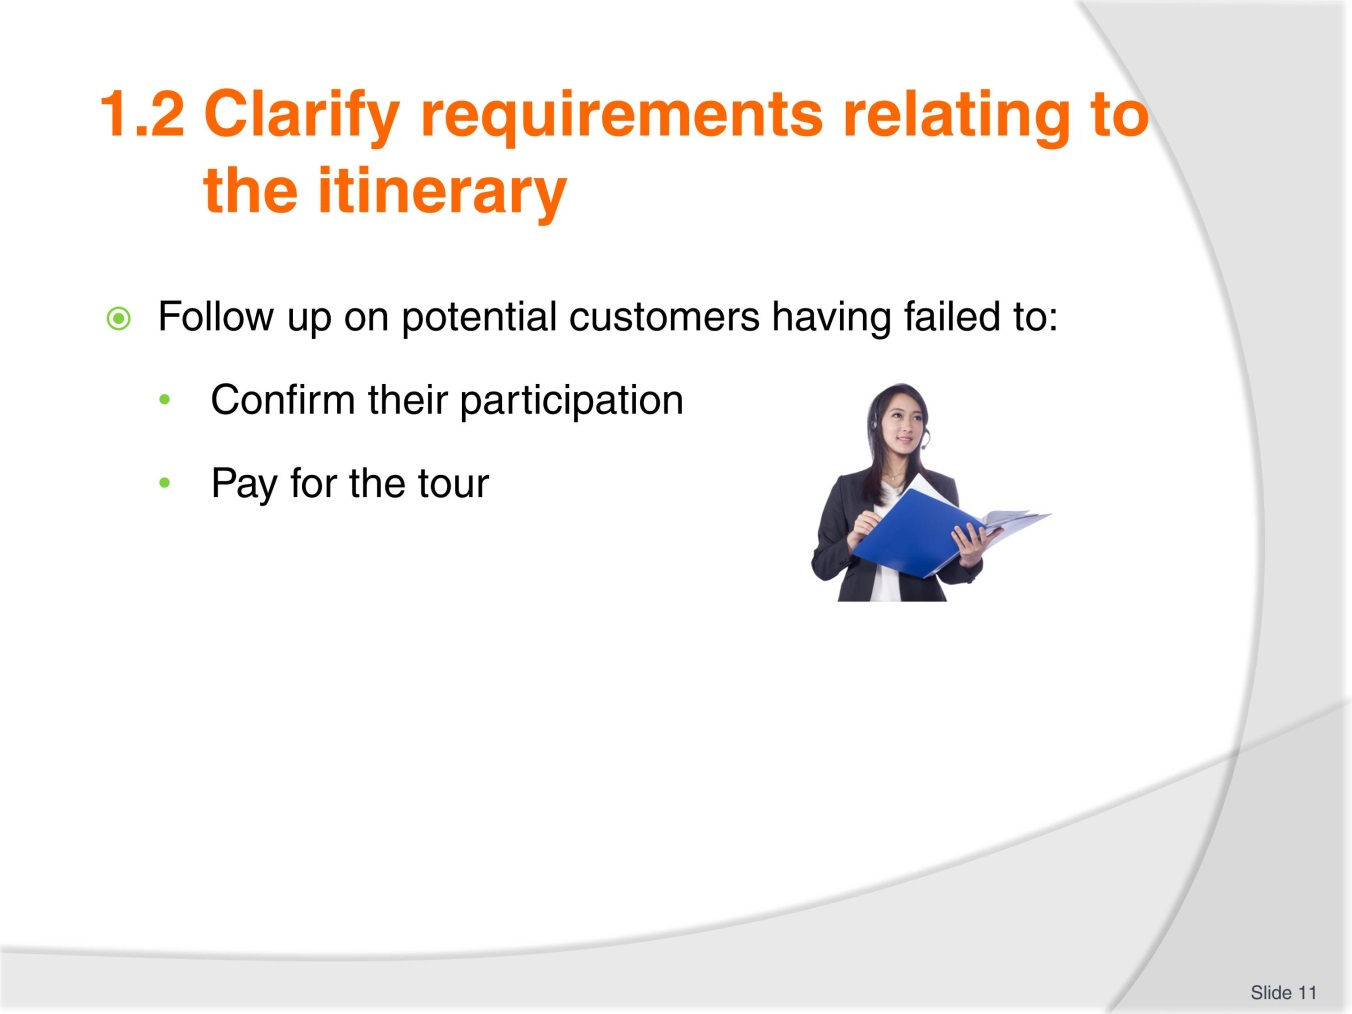 1.2 Clarify requirements relating to
the itinerary
Follow up on potential customers having failed to:
• Confirm their participation
• Pay for the tour
Slide 11